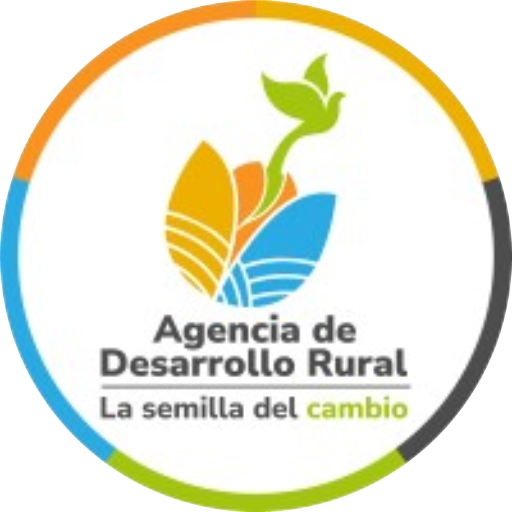 Agencia de
Desarrollo Rural
La semilla del cambio